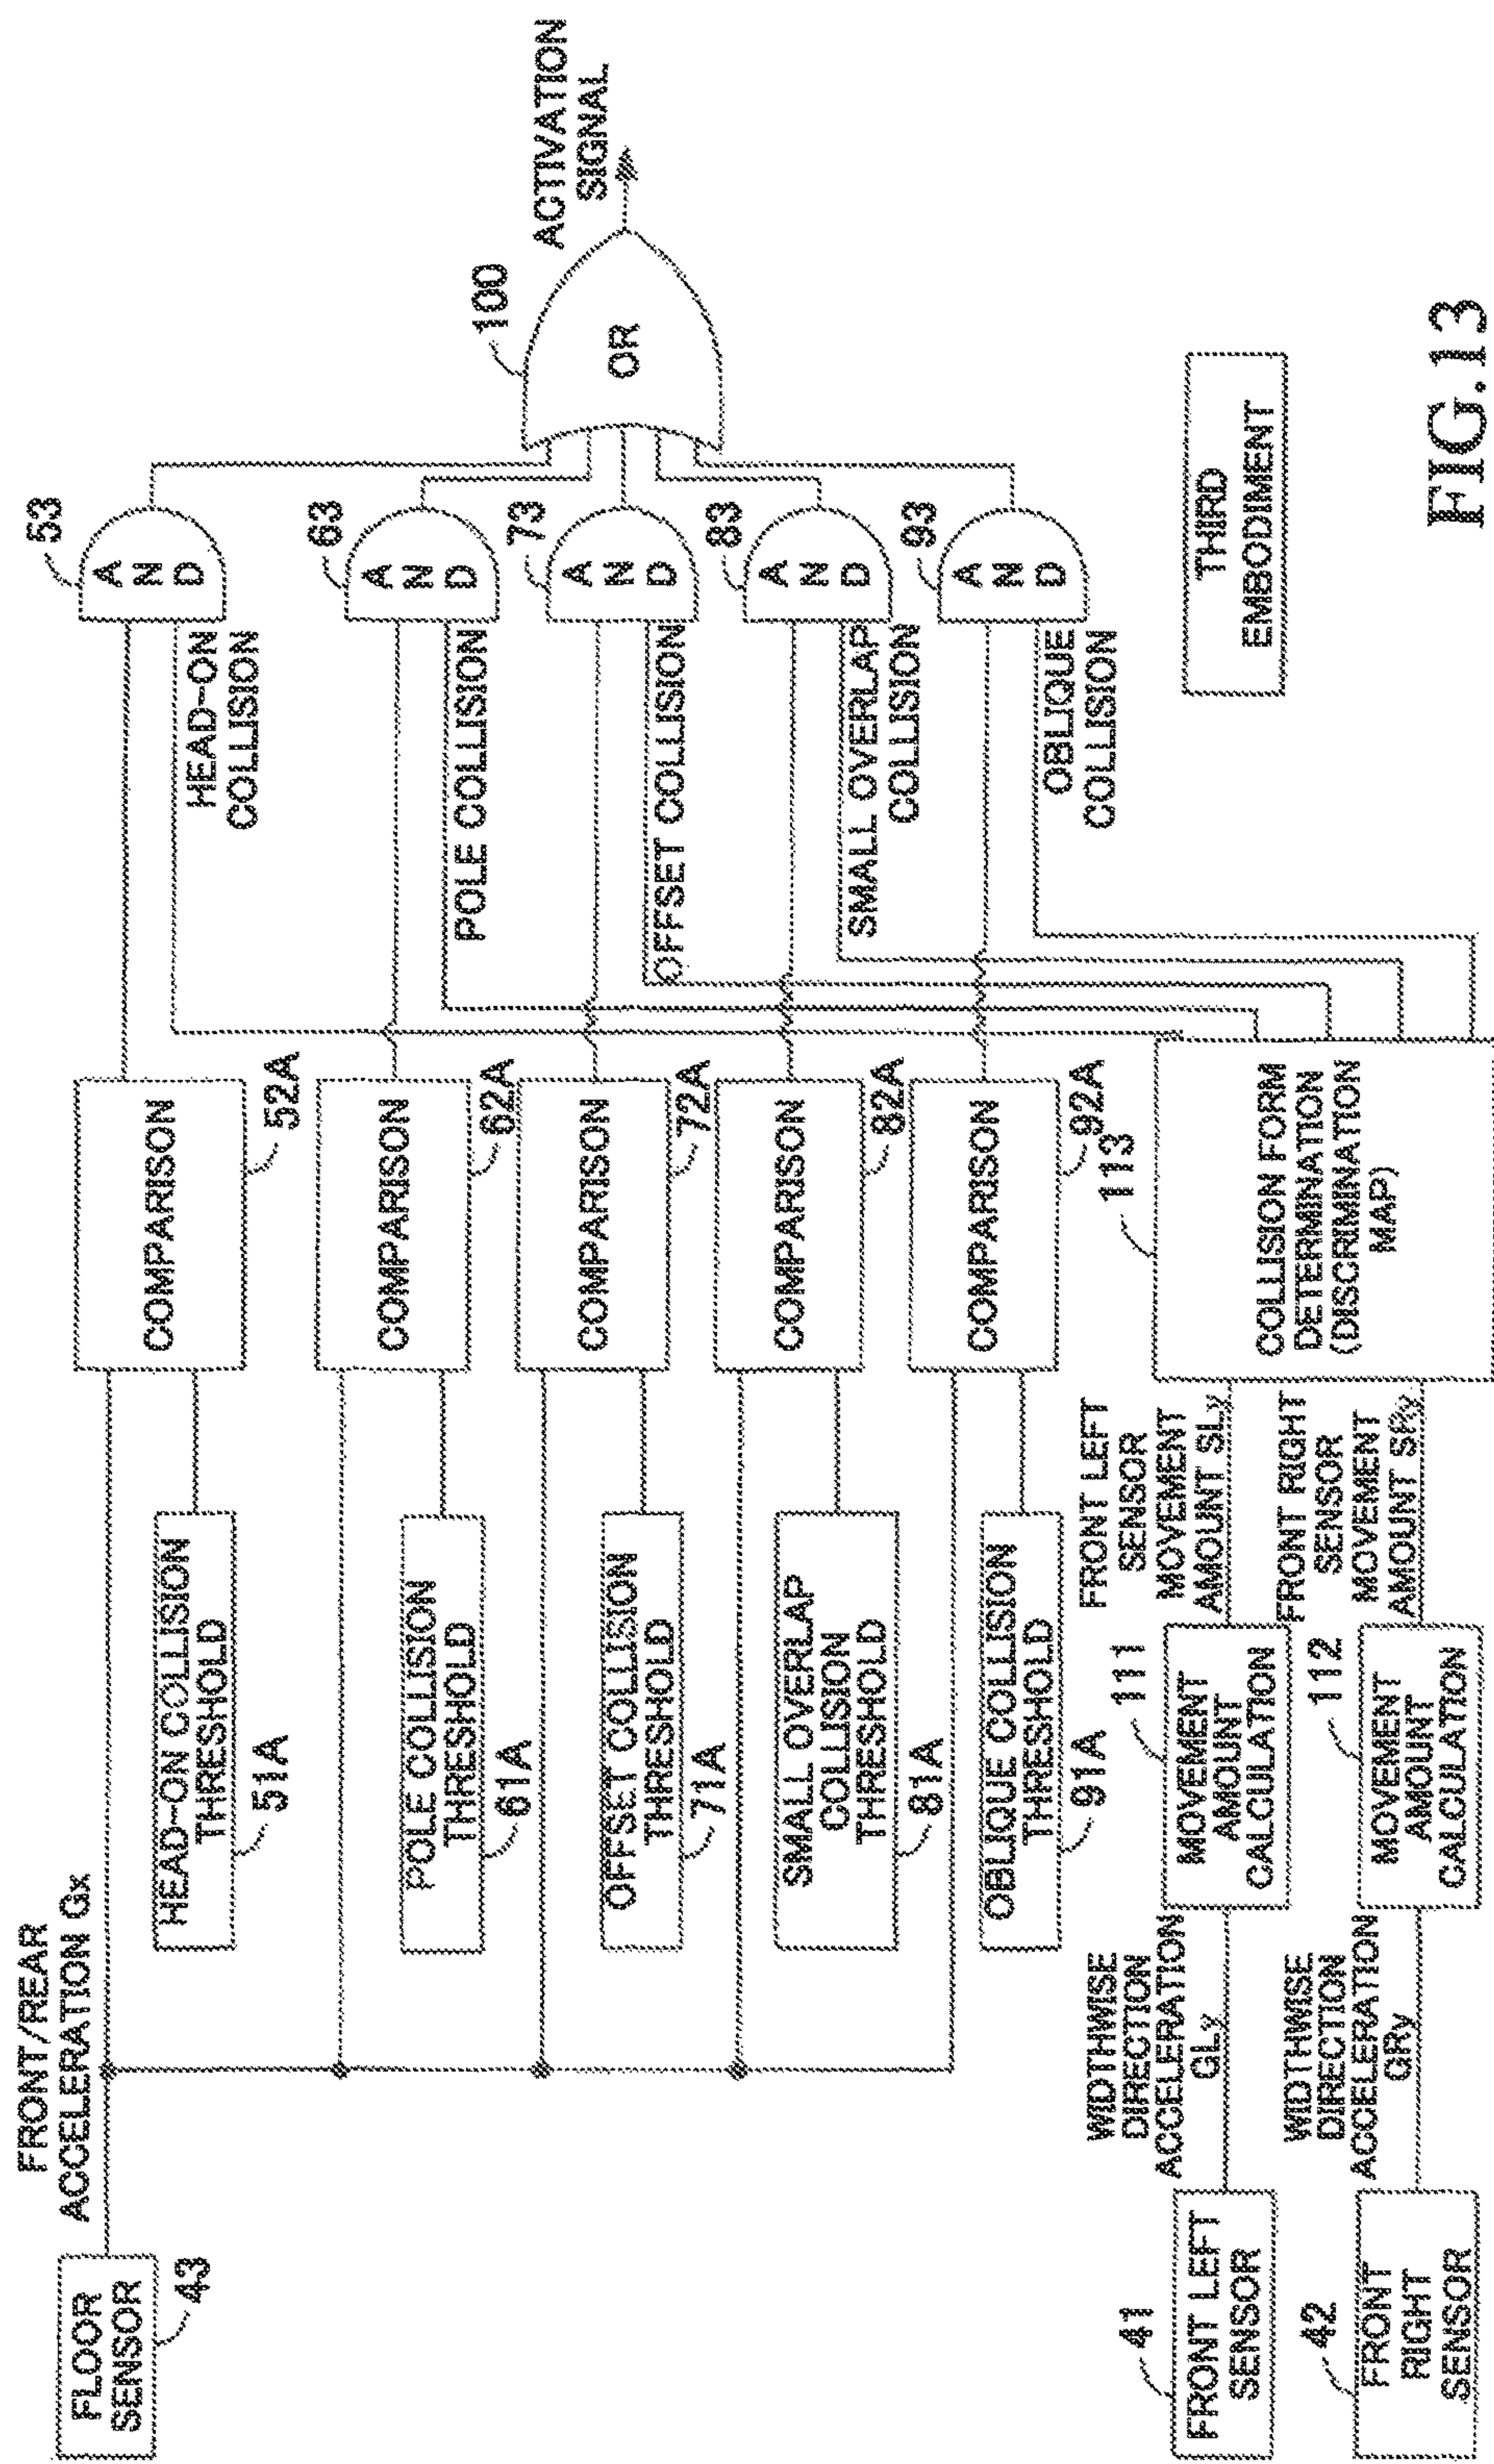 FRONT/REAR
ACCELERATION Gx
FLOOR
SENSOR
43
HEAD-ON COLLISION
THRESHOLD
51A
COMPARISON
52A
HEAD-ON
COLLISION
53
AND
POLE COLLISION
THRESHOLD
61A
COMPARISON
62A
POLE COLLISION
63
AND
OFFSET COLLISION
THRESHOLD
71A
COMPARISON
72A
OFFSET COLLISION
73
AND
SMALL OVERLAP
COLLISION
THRESHOLD
81A
COMPARISON
82A
SMALL OVERLAP
COLLISION
83
AND
OBLIQUE COLLISION
THRESHOLD
91A
COMPARISON
92A
OBLIQUE
COLLISION
93
AND
100
OR
ACTIVATION
SIGNAL
41
FRONT LEFT
SENSOR
WIDTHWISE
DIRECTION
ACCELERATION
GLy
111
MOVEMENT
AMOUNT
CALCULATION
FRONT LEFT
SENSOR
MOVEMENT
AMOUNT SLy
42
FRONT
RIGHT
SENSOR
WIDTHWISE
DIRECTION
ACCELERATION
GRy
112
MOVEMENT
AMOUNT
CALCULATION
FRONT RIGHT
SENSOR
MOVEMENT
AMOUNT SRy
113
COLLISION FORM
DETERMINATION
(DISCRIMINATION
MAP)
THIRD
EMBODIMENT
FIG.13